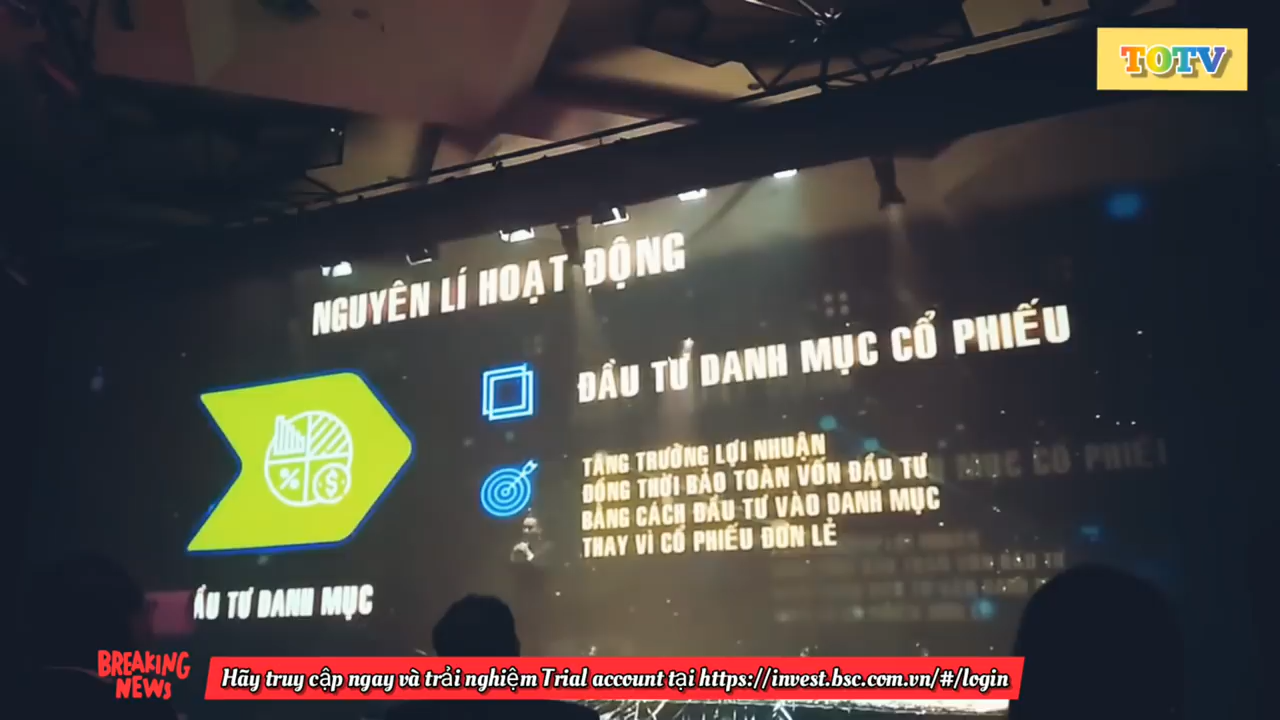 TOTV
NGUYÊN LÍ HOẠT ĐỘNG
ĐẦU TƯ DANH MỤC CỔ PHIẾU
TĂNG TRƯỞNG LỢI NHUẬN
ĐỒNG THỜI BẢO TOÀN VỐN ĐẦU TƯ
BẰNG CÁCH ĐẦU TƯ VÀO DANH MỤC
THAY VÌ CỔ PHIẾU ĐƠN LẺ
ẦU TƯ DANH MỤC
BREAKING
NEWS
Hãy truy cập ngay và trải nghiệm Trial account tại https://invest.bsc.com.vn/#/login